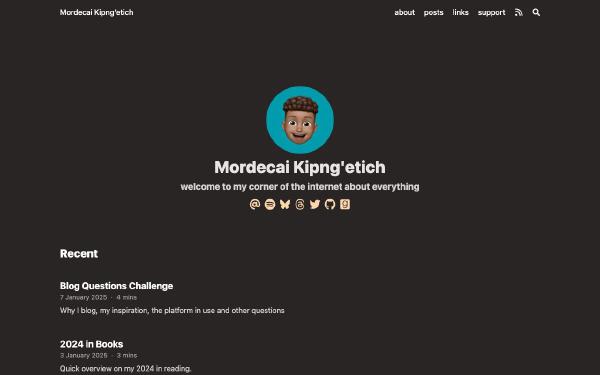 Mordecai Kipng'etich
about posts links support
Mordecai Kipng'etich
welcome to my corner of the internet about everything
Recent
Blog Questions Challenge
7 January 2025 · 4 mins
Why I blog, my inspiration, the platform in use and other questions
2024 in Books
3 January 2025 · 3 mins
Quick overview on my 2024 in reading.